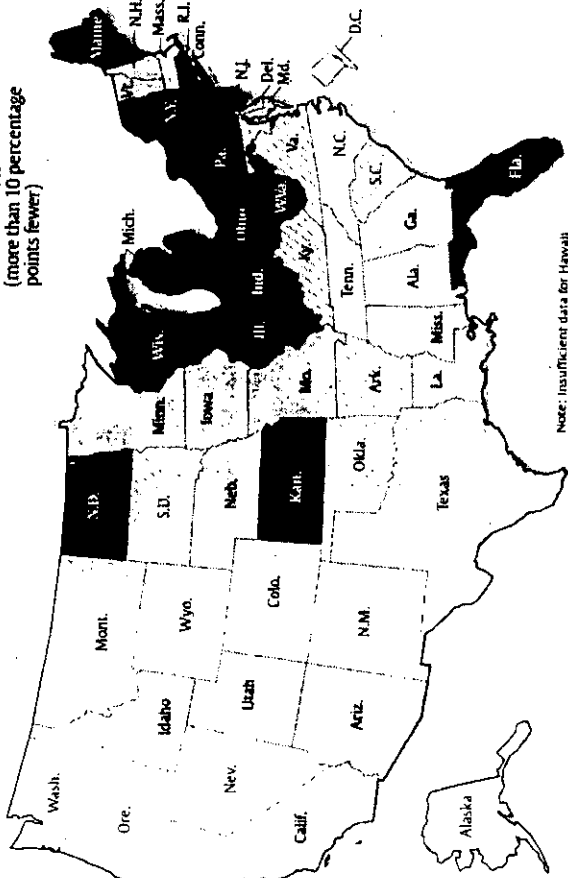 (more than 10 percentage
points fewer)
Wash.
Mont.
N.D.
Minn.
Wis.
Mich.
Vt.
Maine
N.H.
Mass.
R.I.
Conn.
N.Y.
Ore.
Idaho
Wyo.
S.D.
Iowa
Ill.
Ind.
Ohio
Pa.
N.J.
Del.
Md.
D.C.
Nev.
Utah
Colo.
Neb.
Kan.
Mo.
Ky.
W.Va.
Va.
Calif.
Ariz.
N.M.
Okla.
Ark.
Tenn.
N.C.
S.C.
Texas
La.
Miss.
Ala.
Ga.
Fla.
Alaska
Note: Insufficient data for Hawaii